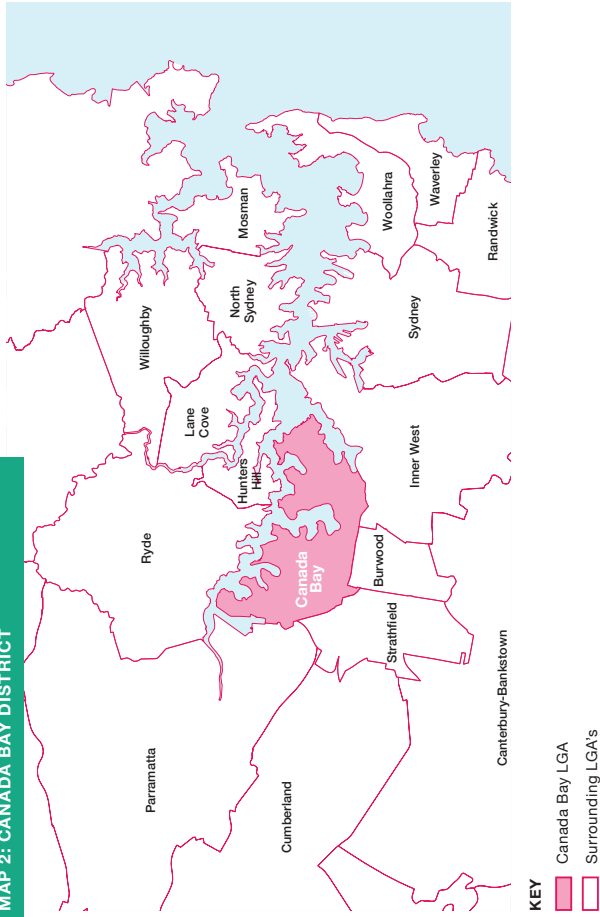 MAP 2: CANADA BAY DISTRICT
Ryde
Willoughby
Lane
Cove
Hunters
Hill
North
Sydney
Mosman
Parramatta
Canada
Bay
Cumberland
Strathfield
Burwood
Inner West
Sydney
Woollahra
Waverley
Randwick
Canterbury-Bankstown
KEY
Canada Bay LGA
Surrounding LGA's